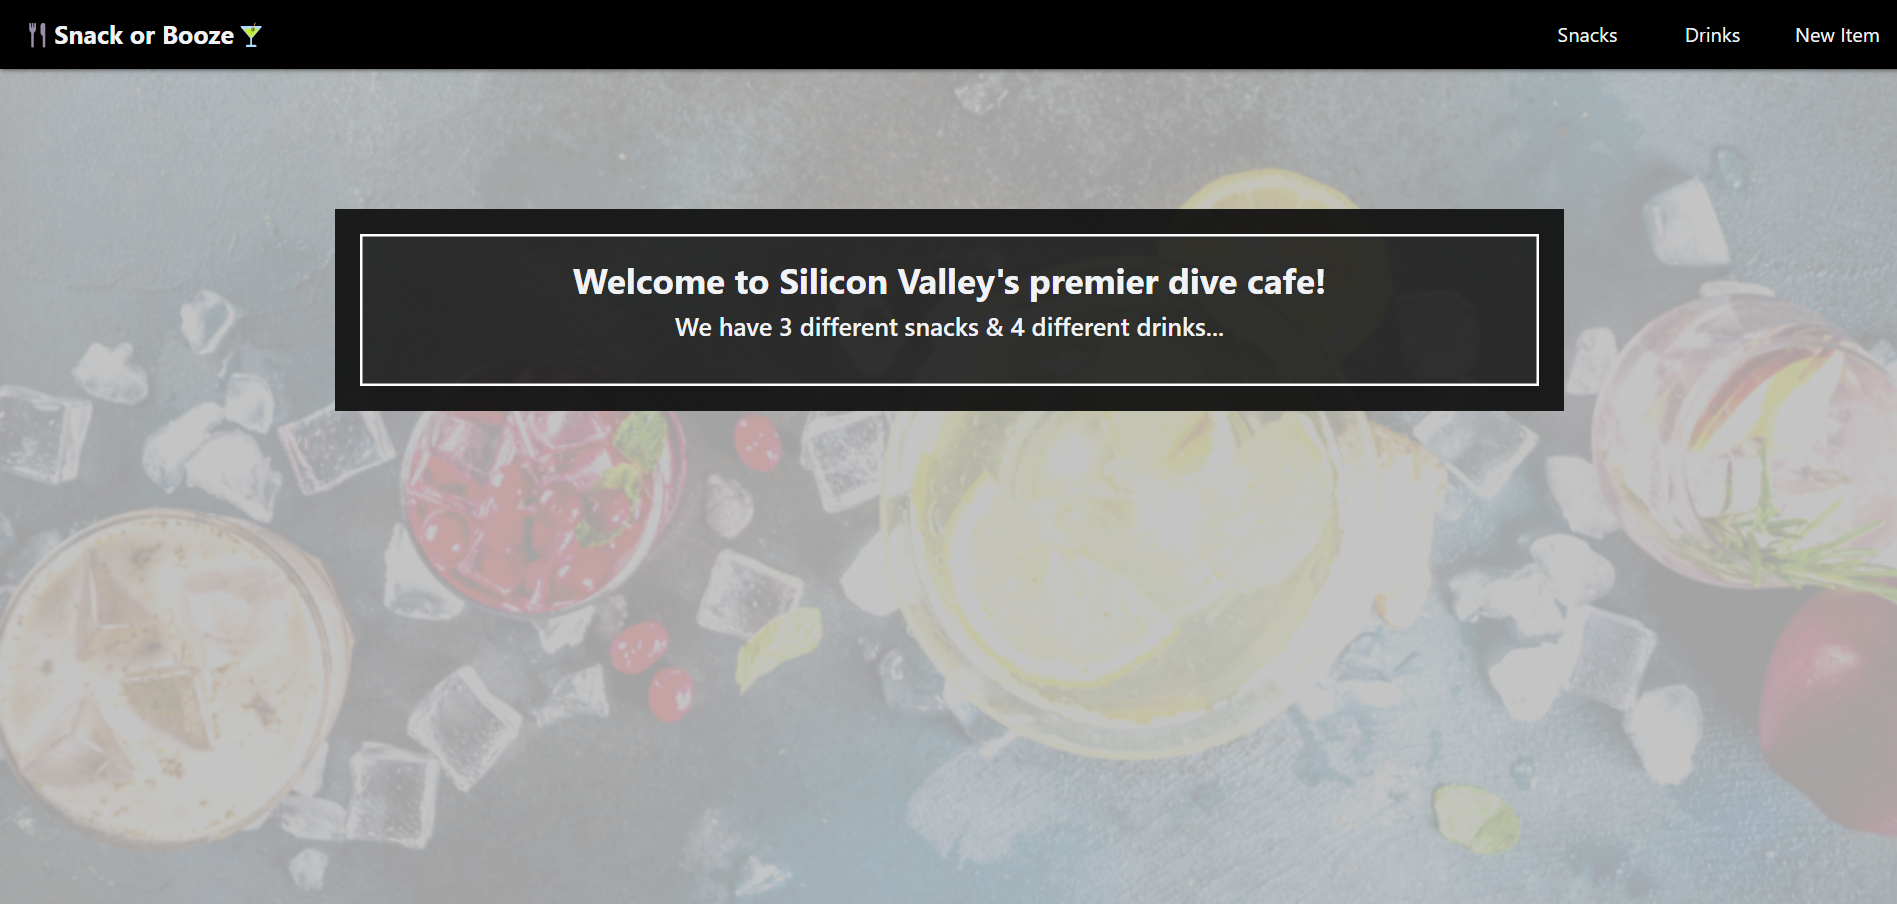 Snack or Booze
Snacks
Drinks
New Item
Welcome to Silicon Valley's premier dive cafe!
We have 3 different snacks & 4 different drinks...